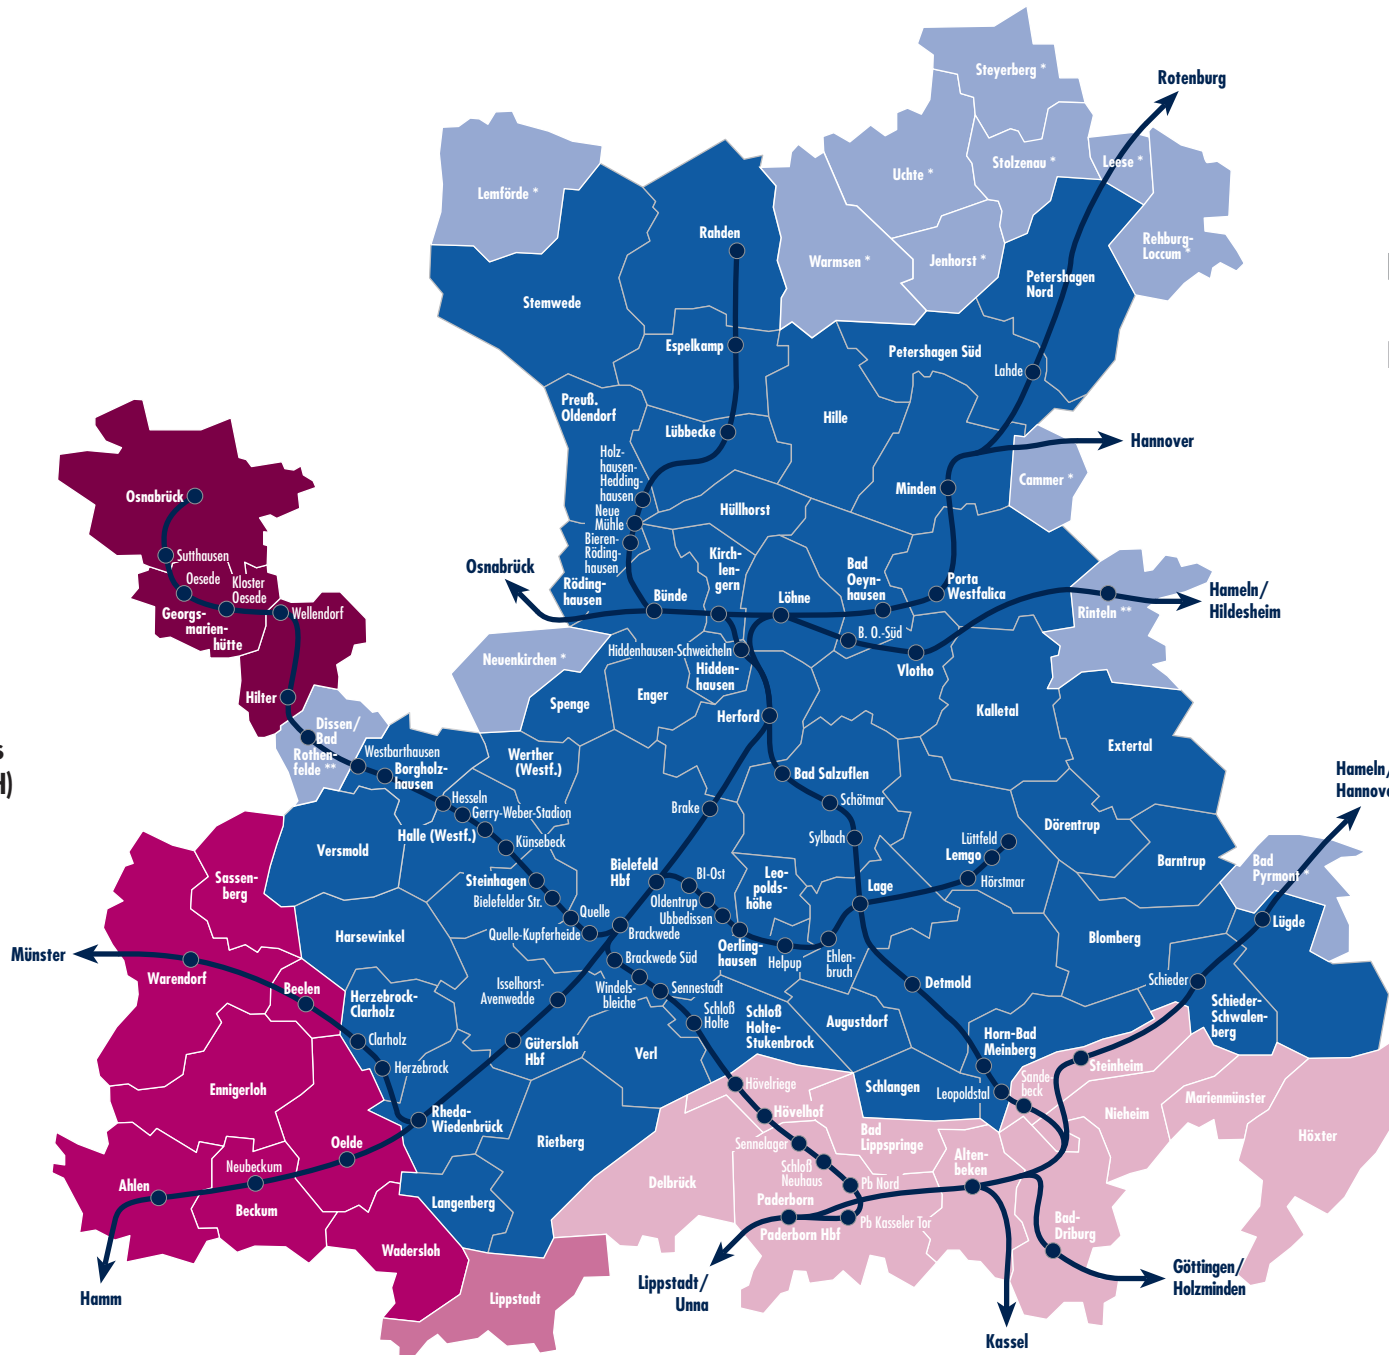 Steyerberg *
Rotenburg
Uchte *
Stolzenau *
Leese *
Lemförde *
Rahden
Warmsen *
Jenhorst *
Rehburg-
Loccum *
Petershagen
Nord
Stemwede
Espelkamp
Petershagen Süd
Lahde
Preuß.
Oldendorf
Hille
Lübbecke
Hannover
Holz-
hausen-
Hedding-
hausen
Cammer *
Minden
Osnabrück
Neue
Mühle
Hüllhorst
Bieren-
Röding-
hausen
Sutthausen
Oesede
Kloster
Oesede
Osnabrück
Röding-
hausen
Kirch-
len-
gern
Bad
Oeyn-
hausen
Porta
Westfalica
Hameln/
Hildesheim
Rinteln **
Bünde
Löhne
Wellendorf
Georgs-
marien-
hütte
B. O.-Süd
Hiddenhausen-Schweicheln
Hidden-
hausen
Vlotho
Neuenkirchen *
Enger
Spenge
Hilter
Herford
Kalletal
Extertal
Dissen/
Bad
Rothen-
felde **
s
H)
Westbarthausen
Borgholz-
hausen
Werther
(Westf.)
Bad Salzuflen
Hameln/
Hannove
Hesseln
Gerry-Weber-Stadion
Halle (Westf.)
Künsebeck
Brake
Schötmar
Sylbach
Dörentrup
Lüttfeld
Lemgo
Hörstmar
Barntrup
Bad
Pyrmont *
Versmold
Sassen-
berg
Steinhagen
Bielefelder Str.
Bielefeld
Hbf
BI-Ost
Oldentrup
Ubbedissen
Leo-
polds-
höhe
Lage
Lügde
Quelle
Quelle-Kupferheide
Brackwede
Oerling-
hausen
Helpup
Ehlen-
bruch
Harsewinkel
Blomberg
Münster
Warendorf
Brackwede Süd
Isselhorst-
Avenwedde
Windels-
bleiche
Sennestadt
Detmold
Schieder
Schieder-
Schwalen-
berg
Beelen
Herzebrock-
Clarholz
Schloß
Holte
Schloß
Holte-
Stukenbrock
Augustdorf
Clarholz
Gütersloh
Hbf
Verl
Horn-Bad
Meinberg
Herzebrock
Hövelriege
Schlangen
Leopoldstal
Sande-
beck
Steinheim
Ennigerloh
Marienmünster
Nieheim
Höxter
Rheda-
Wiedenbrück
Rietberg
Hövelhof
Bad
Lippspringe
Sennelager
Oelde
Schloß
Neuhaus
Alten-
beken
Neubeckum
Ahlen
Beckum
Langenberg
Delbrück
Pb Nord
Paderborn
Paderborn Hbf
Pb Kasseler Tor
Bad-
Driburg
Wadersloh
Göttingen/
Holzminden
Hamm
Lippstadt
Lippstadt/
Unna
Kassel